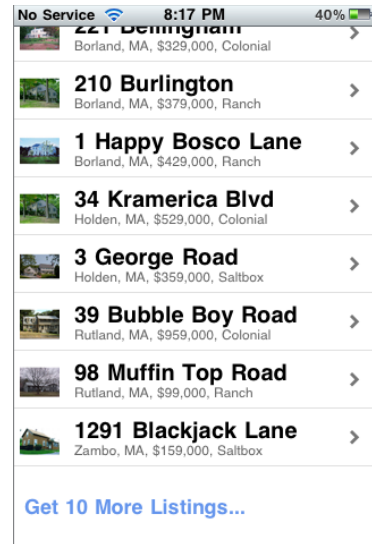 No Service 8:17 PM 40%
221 Bellingham
Borland, MA, $329,000, Colonial
210 Burlington
Borland, MA, $379,000, Ranch
1 Happy Bosco Lane
Borland, MA, $429,000, Ranch
34 Kramerica Blvd
Holden, MA, $529,000, Colonial
3 George Road
Holden, MA, $359,000, Saltbox
39 Bubble Boy Road
Rutland, MA, $959,000, Colonial
98 Muffin Top Road
Rutland, MA, $99,000, Ranch
1291 Blackjack Lane
Zambo, MA, $159,000, Saltbox
Get 10 More Listings...